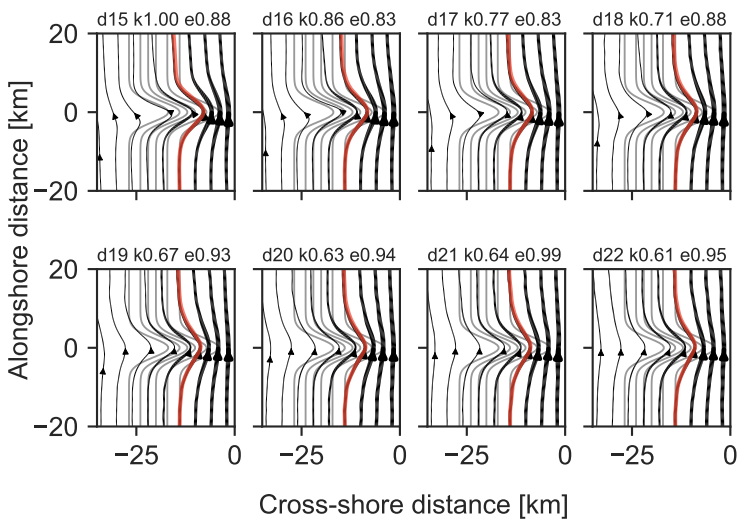 d15 k1.00 e0.88
d16 k0.86 e0.83
d17 k0.77 e0.83
d18 k0.71 e0.88
20
0
−20
d19 k0.67 e0.93
d20 k0.63 e0.94
d21 k0.64 e0.99
d22 k0.61 e0.95
20
0
−20
−25 0
−25 0
−25 0
−25 0
Alongshore distance [km]
Cross-shore distance [km]